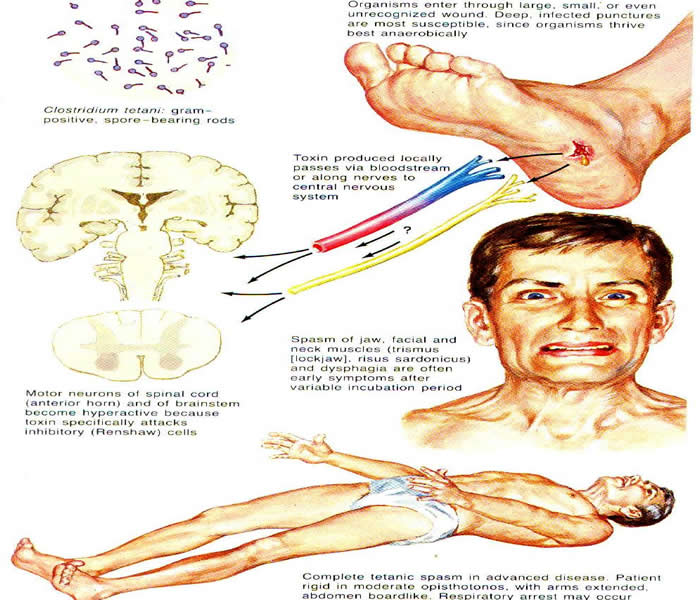 Organisms enter through large, small, or even
unrecognized wound. Deep, infected punctures
are most susceptible, since organisms thrive
best anaerobically
Clostridium tetani: gram-
positive, spore-bearing rods
Toxin produced locally
passes via bloodstream
or along nerves to
central nervous
system
?
Spasm of jaw, facial and
neck muscles (trismus
[lockjaw], risus sardonicus)
and dysphagia are often
early symptoms after
variable incubation period
Motor neurons of spinal cord
(anterior horn) and of brainstem
become hyperactive because
toxin specifically attacks
inhibitory (Renshaw) cells
Complete tetanic spasm in advanced disease. Patient
rigid in moderate opisthotonos, with arms extended,
abdomen boardlike. Respiratory arrest may occur